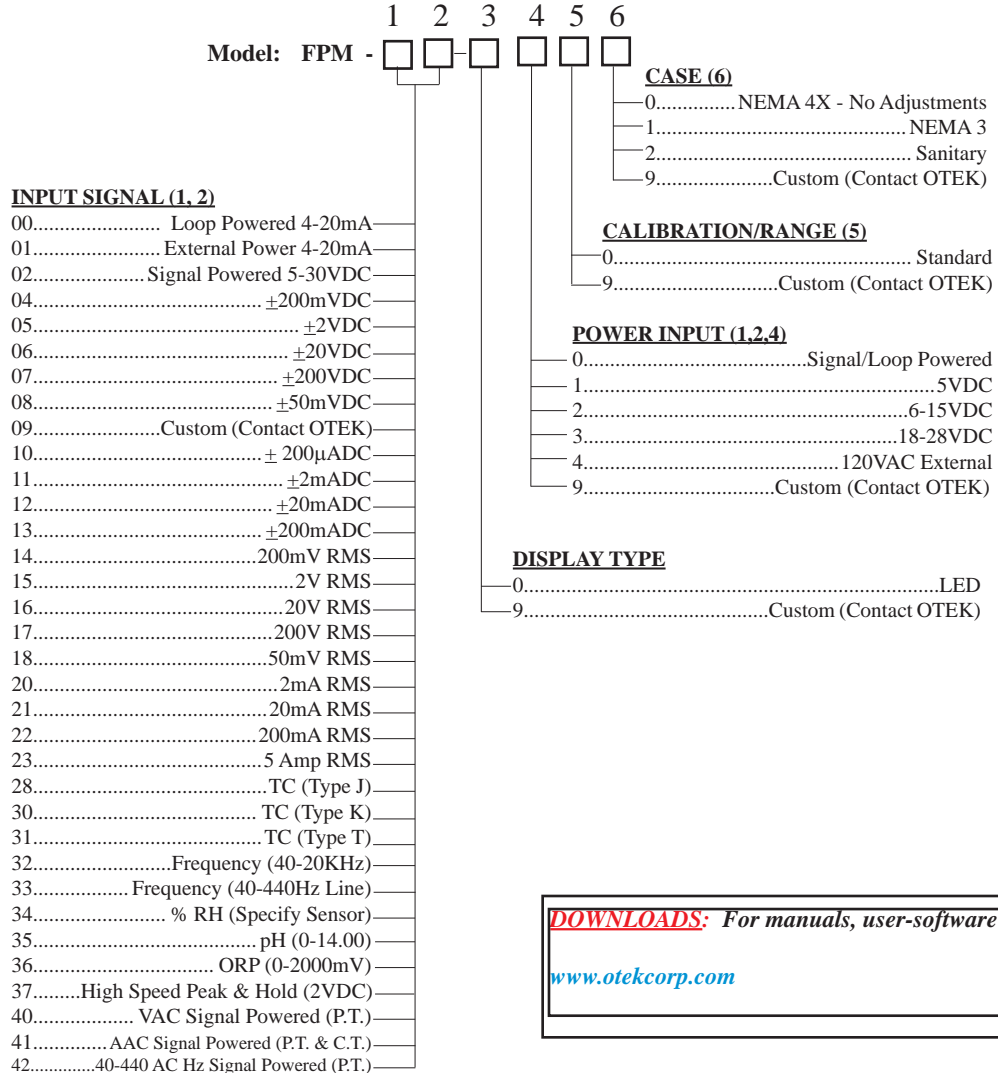 1 2 3 4 5 6
Model: FPM - -
CASE (6)
0..............NEMA 4X - No Adjustments
1................................................. NEMA 3
2.................................................. Sanitary
9.......................Custom (Contact OTEK)
INPUT SIGNAL (1, 2)
00......................... Loop Powered 4-20mA
01......................... External Power 4-20mA
02......................Signal Powered 5-30VDC
04............................................. ±200mVDC
05.................................................... ±2VDC
06.................................................. ±20VDC
07................................................ ±200VDC
08............................................... ±50mVDC
09.........................Custom (Contact OTEK)
10............................................. ± 200µADC
11................................................. ±2mADC
12............................................... ±20mADC
13.............................................±200mADC
14............................................200mV RMS
15...................................................2V RMS
16.................................................20V RMS
17...............................................200V RMS
18..............................................50mV RMS
20................................................2mA RMS
21..............................................20mA RMS
22............................................200mA RMS
23.............................................5 Amp RMS
28..............................................TC (Type J)
30............................................ TC (Type K)
31.............................................TC (Type T)
32...........................Frequency (40-20KHz)
33................... Frequency (40-440Hz Line)
34.......................... % RH (Specify Sensor)
35............................................ pH (0-14.00)
36.................................... ORP (0-2000mV)
37.........High Speed Peak & Hold (2VDC)
40.................... VAC Signal Powered (P.T.)
41.............. AAC Signal Powered (P.T. & C.T.)
42.............40-440 AC Hz Signal Powered (P.T.)
CALIBRATION/RANGE (5)
0.................................................... Standard
9............................Custom (Contact OTEK)
POWER INPUT (1,2,4)
0.......................................Signal/Loop Powered
1..............................................................5VDC
2.........................................................6-15VDC
3.......................................................18-28VDC
4............................................ 120VAC External
9.................................Custom (Contact OTEK)
DISPLAY TYPE
0..........................................................................LED
9...........................................Custom (Contact OTEK)
DOWNLOADS: For manuals, user-software
www.otekcorp.com